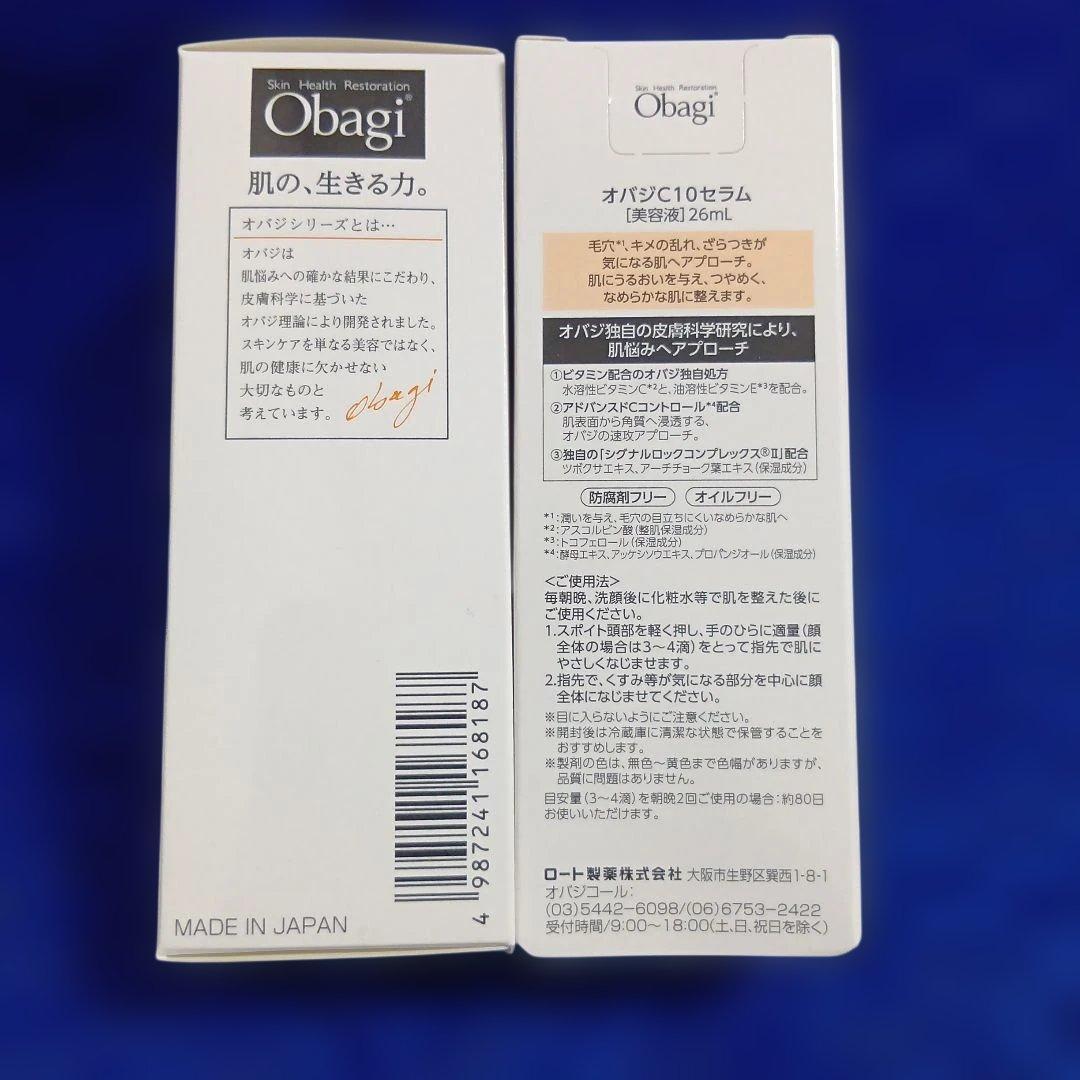 Skin Health Restoration
Obagi®
肌の、生きる力。
オバジシリーズとは…
オバジは
肌悩みへの確かな結果にこだわり、
皮膚科学に基づいた
オバジ理論により開発されました。
スキンケアを単なる美容ではなく、
肌の健康に欠かせない
大切なものと
考えています。
Obagi
4 987241 168187
MADE IN JAPAN
Skin Health Restoration
Obagi®
オバジC10セラム
[美容液] 26mL
毛穴*1、キメの乱れ、ざらつきが
気になる肌へアプローチ。
肌にうるおいを与え、つやめく、
なめらかな肌に整えます。
オバジ独自の皮膚科学研究により、
肌悩みへアプローチ
①ビタミン配合のオバジ独自処方
水溶性ビタミンC*2と、油溶性ビタミンE*3を配合。
②アドバンスドCコントロール*4配合
肌表面から角質へ浸透する、
オバジの速攻アプローチ。
③独自の「シグナルロックコンプレックス®Ⅱ」配合
ツボクサエキス、アーチチョーク葉エキス(保湿成分)
防腐剤フリー オイルフリー
*1:潤いを与え、毛穴の目立ちにくいなめらかな肌へ
*2:アスコルビン酸(整肌保湿成分)
*3:トコフェロール(保湿成分)
*4:酵母エキス、アッケシソウエキス、プロパンジオール(保湿成分)
<ご使用法>
毎朝晩、洗顔後に化粧水等で肌を整えた後に
ご使用ください。
1.スポイト頭部を軽く押し、手のひらに適量(顔
全体の場合は3〜4滴)をとって指先で肌に
やさしくなじませます。
2.指先で、くすみ等が気になる部分を中心に顔
全体になじませてください。
※目に入らないようにご注意ください。
※開封後は冷蔵庫に清潔な状態で保管することを
おすすめします。
※製剤の色は、無色〜黄色まで色幅がありますが、
品質に問題はありません。
目安量(3〜4滴)を朝晩2回ご使用の場合:約80日
お使いいただけます。
ロート製薬株式会社 大阪市生野区巽西1-8-1
オバジコール:
(03)5442-6098/(06)6753-2422
受付時間/9:00〜18:00(土、日、祝日を除く)